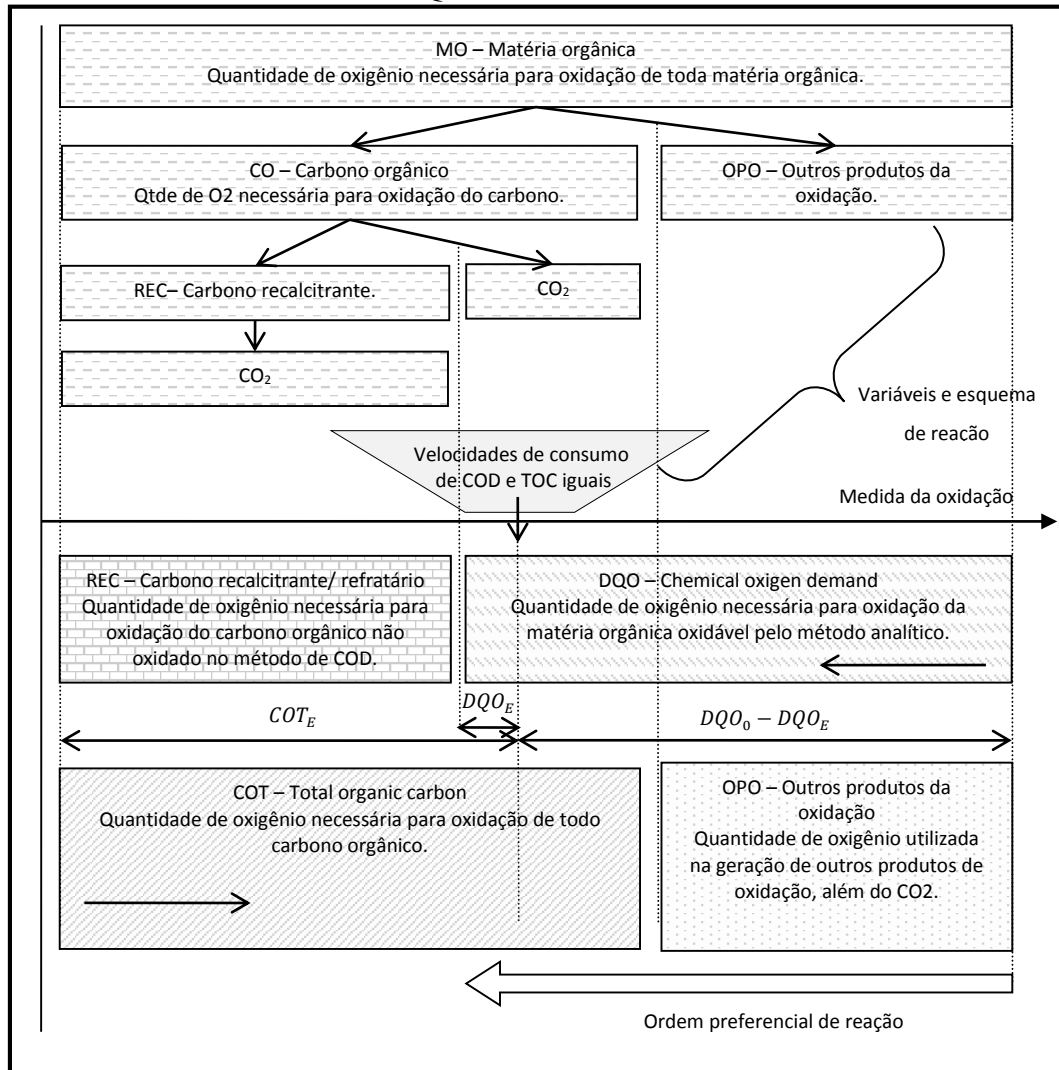 MO – Matéria orgânica
Quantidade de oxigênio necessária para oxidação de toda matéria orgânica.
CO – Carbono orgânico
Qtde de O2 necessária para oxidação do carbono.
OPO – Outros produtos da
oxidação.
REC– Carbono recalcitrante.
CO₂
CO₂
Variáveis e esquema
de reação
Velocidades de consumo
de COD e TOC iguais
Medida da oxidação
REC – Carbono recalcitrante/ refratário
Quantidade de oxigênio necessária para
oxidação do carbono orgânico não
oxidado no método de COD.
DQO – Chemical oxigen demand
Quantidade de oxigênio necessária para oxidação da
matéria orgânica oxidável pelo método analítico.
COT_E
DQO_E
DQO₀ − DQO_E
COT – Total organic carbon
Quantidade de oxigênio necessária para oxidação de todo
carbono orgânico.
OPO – Outros produtos da
oxidação
Quantidade de oxigênio utilizada
na geração de outros produtos de
oxidação, além do CO2.
Ordem preferencial de reação